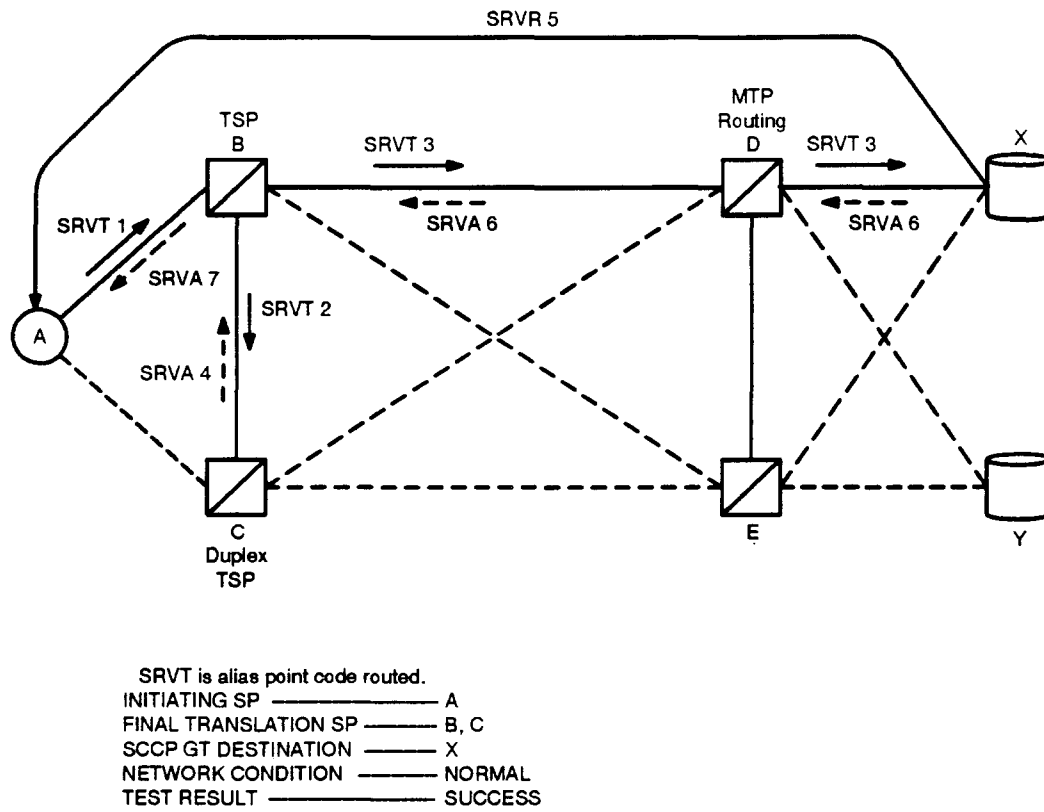 SRVR 5
TSP
B
MTP
Routing
D
X
SRVT 3
SRVT 3
SRVT 1
SRVA 6
SRVA 6
SRVA 7
SRVT 2
A
SRVA 4
C
Duplex
TSP
E
Y
SRVT is alias point code routed.
INITIATING SP A
FINAL TRANSLATION SP B, C
SCCP GT DESTINATION X
NETWORK CONDITION NORMAL
TEST RESULT SUCCESS